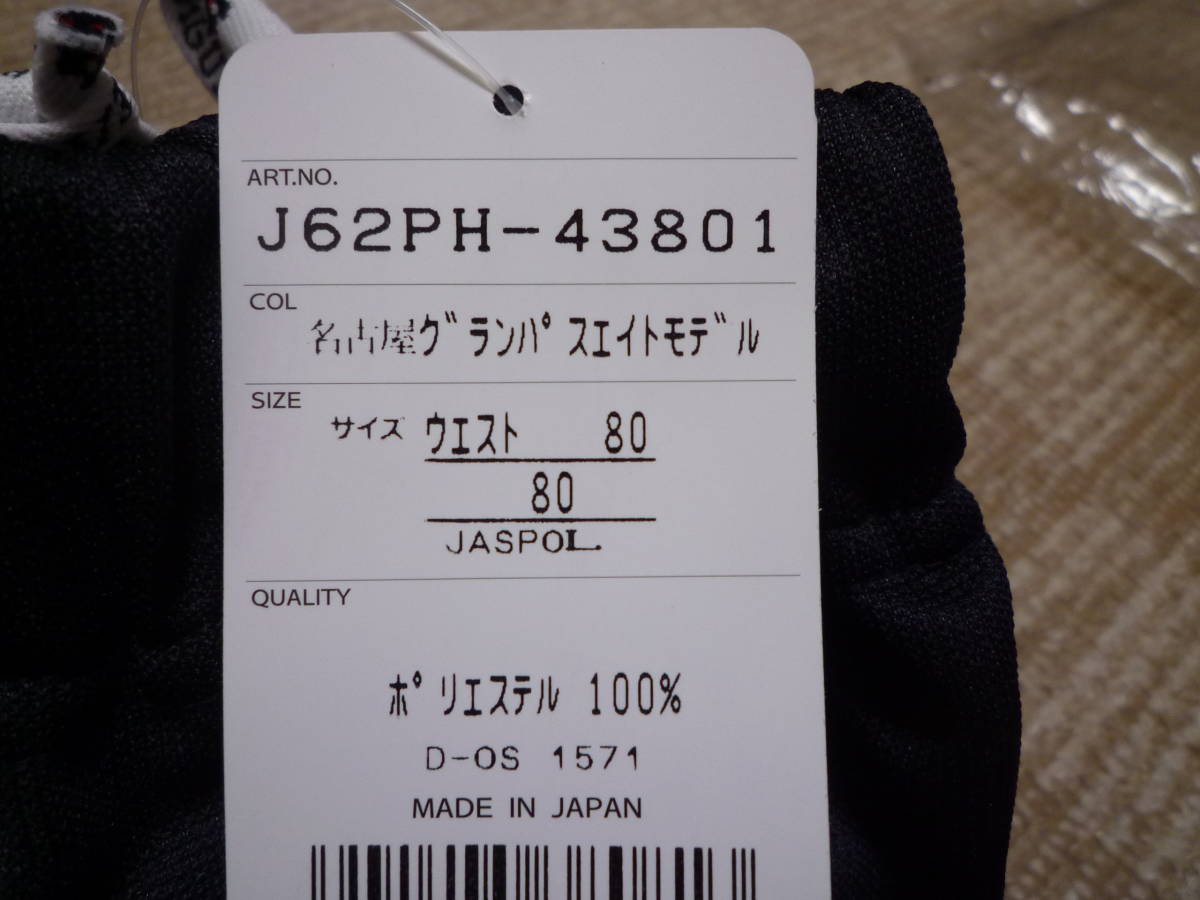 ART.NO.
J62PH-43801
COL
名古屋グランパスエイトモデル
SIZE
サイズ ウエスト 80
80
JASPOL.
QUALITY
ポリエステル 100%
D-OS 1571
MADE IN JAPAN